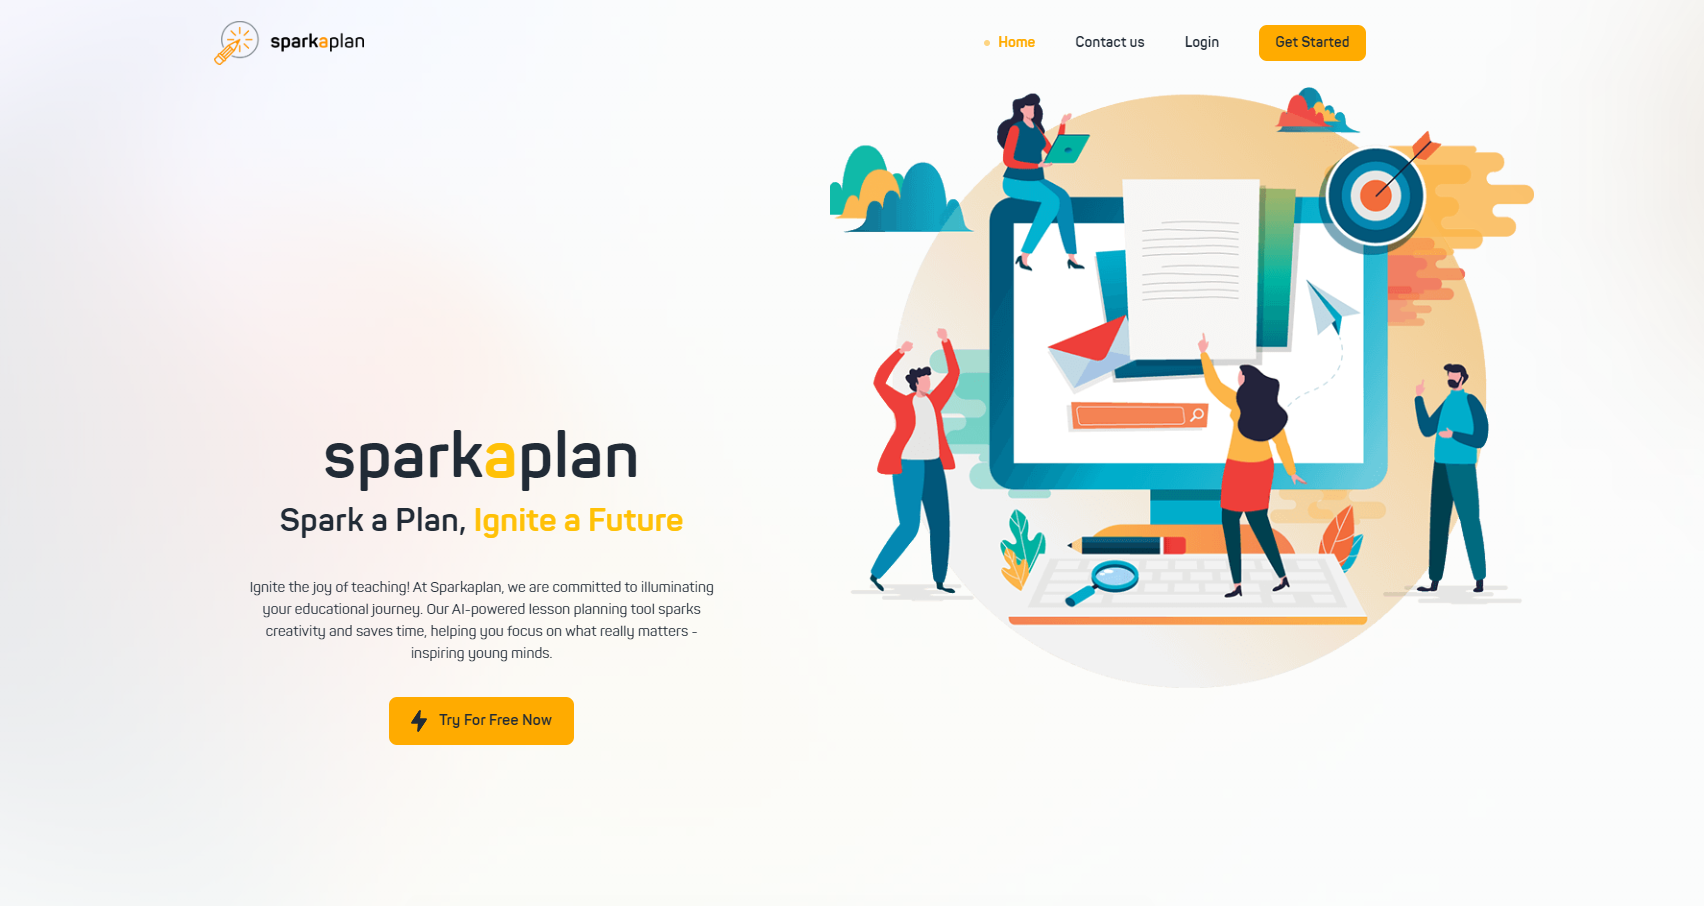 sparkaplan
Home
Contact us
Login
Get Started
sparkaplan
Spark a Plan, Ignite a Future
Ignite the joy of teaching! At Sparkaplan, we are committed to illuminating
your educational journey. Our AI-powered lesson planning tool sparks
creativity and saves time, helping you focus on what really matters -
inspiring young minds.
Try For Free Now